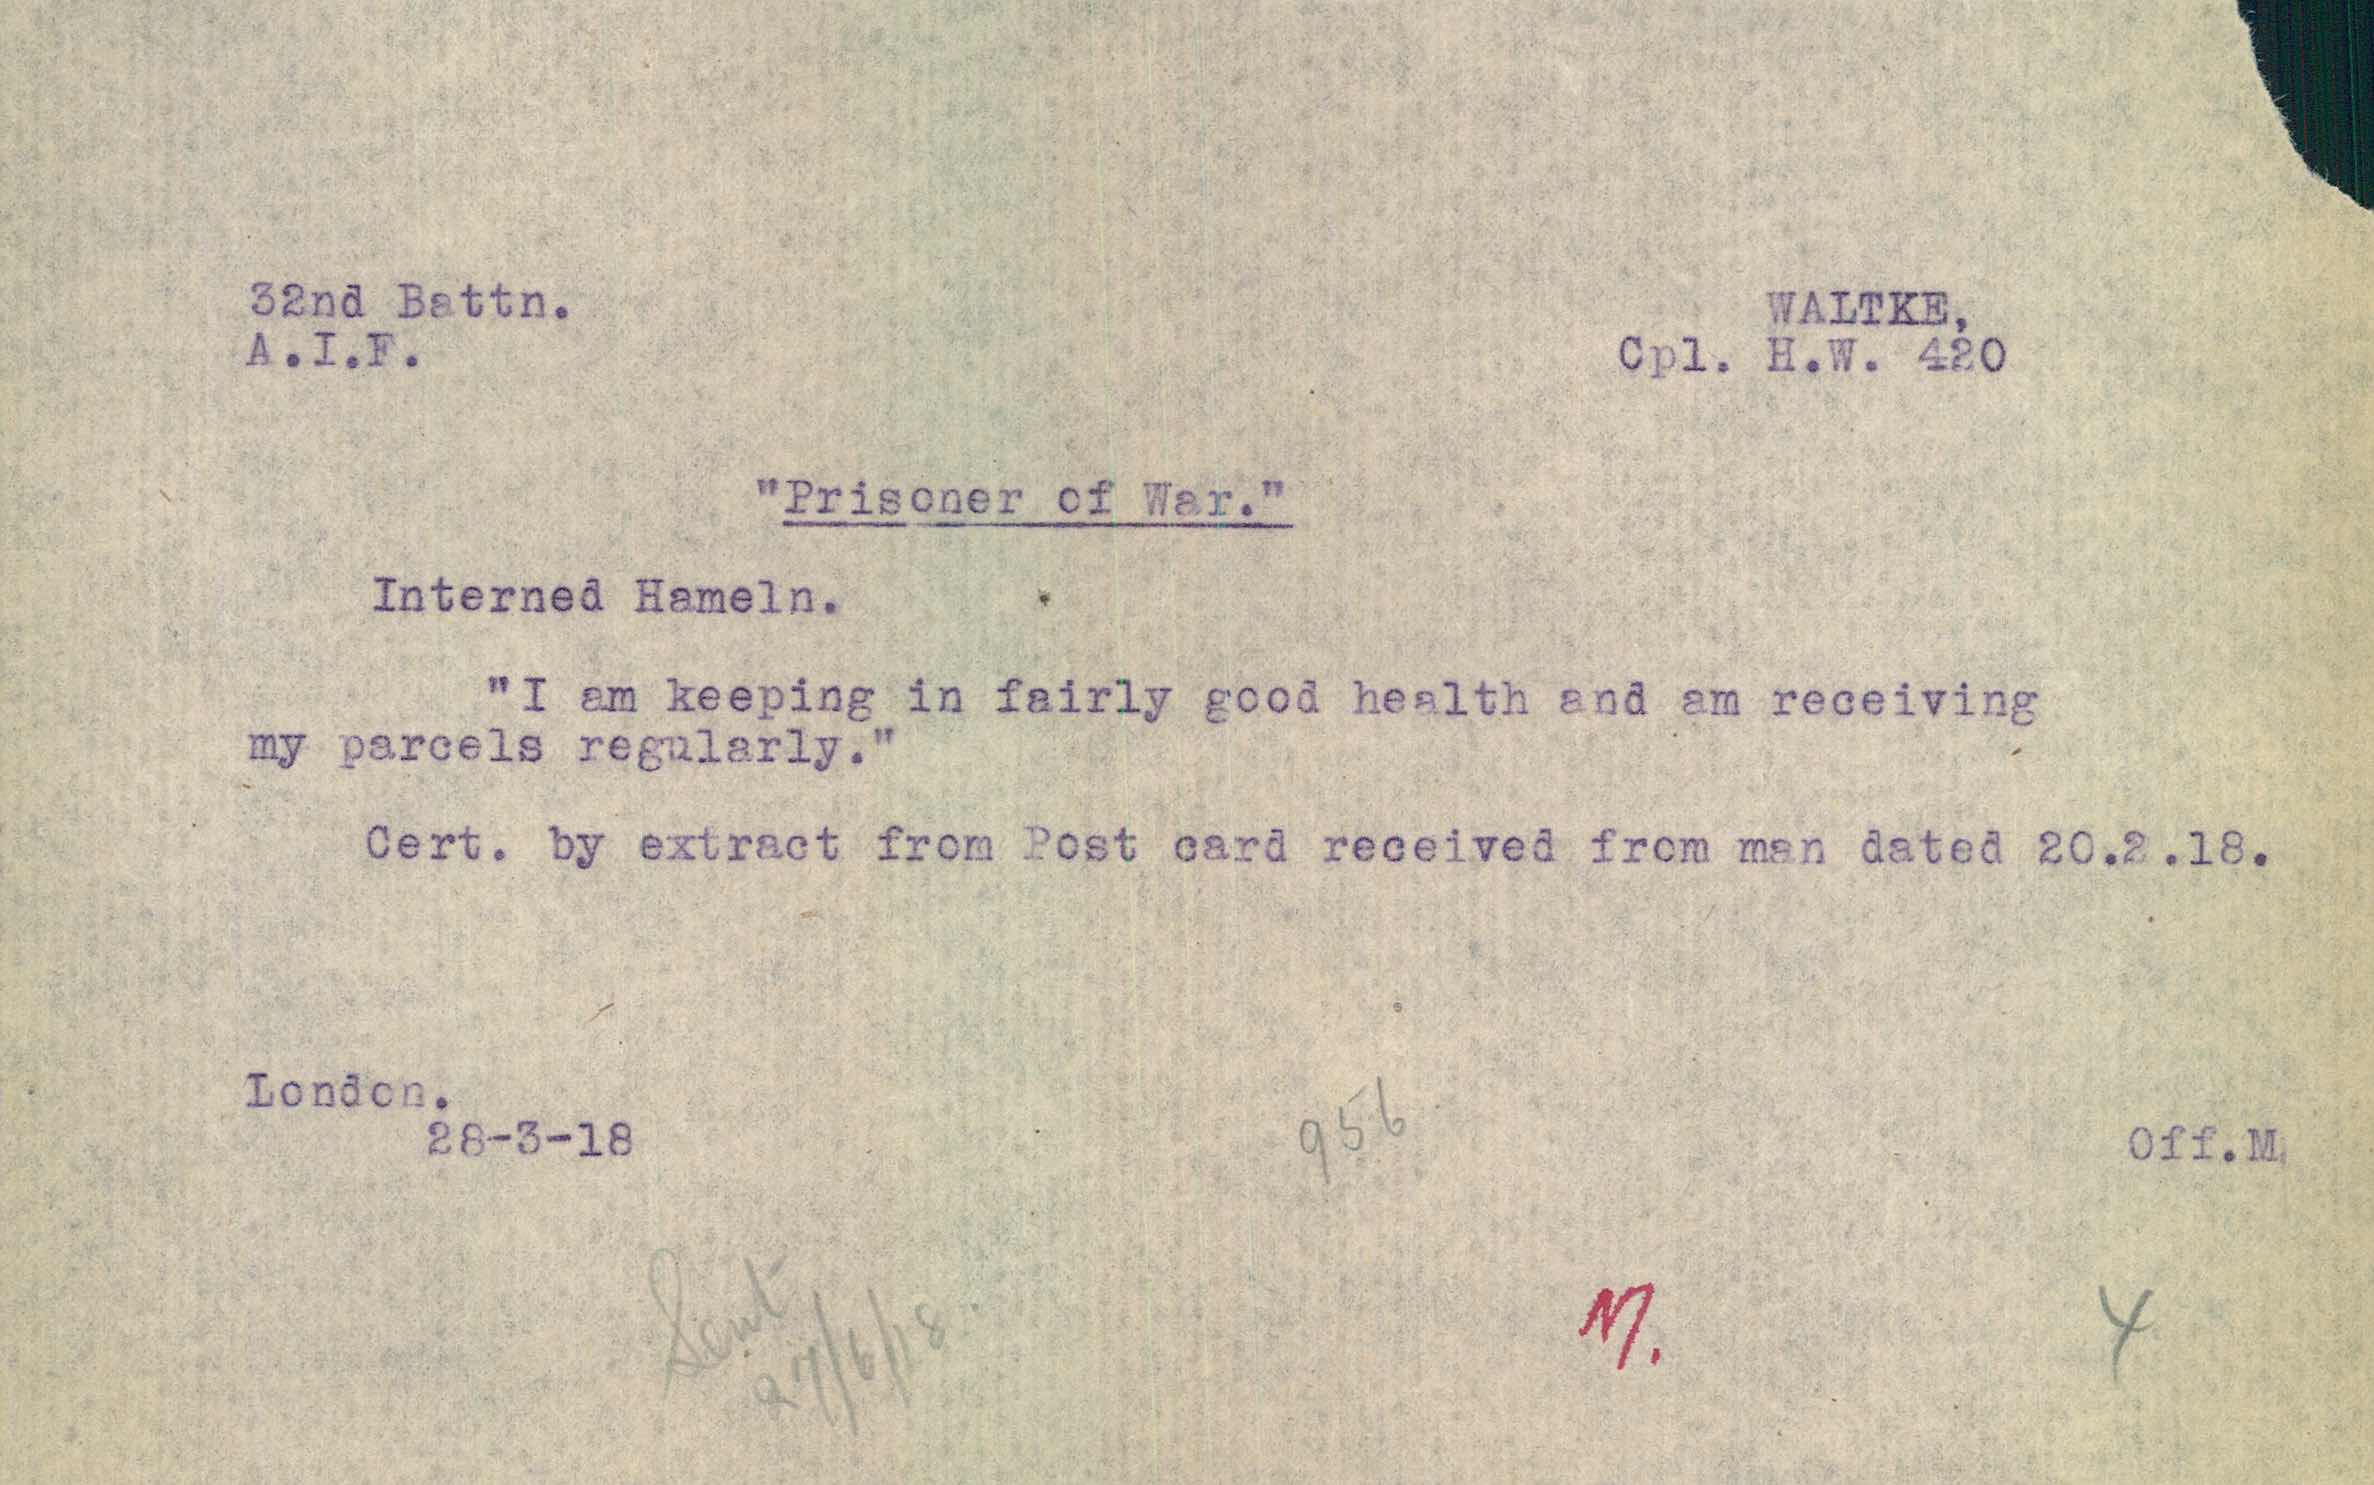 32nd Battn.
A.I.F.
WALTKE,
Cpl. H.W. 420
"Prisoner of War."
Interned Hameln.
"I am keeping in fairly good health and am receiving
my parcels regularly."
Cert. by extract from Post card received from man dated 20.2.18.
London.
28-3-18
956
Off.M
Sent
27/6/18.
M.
Y